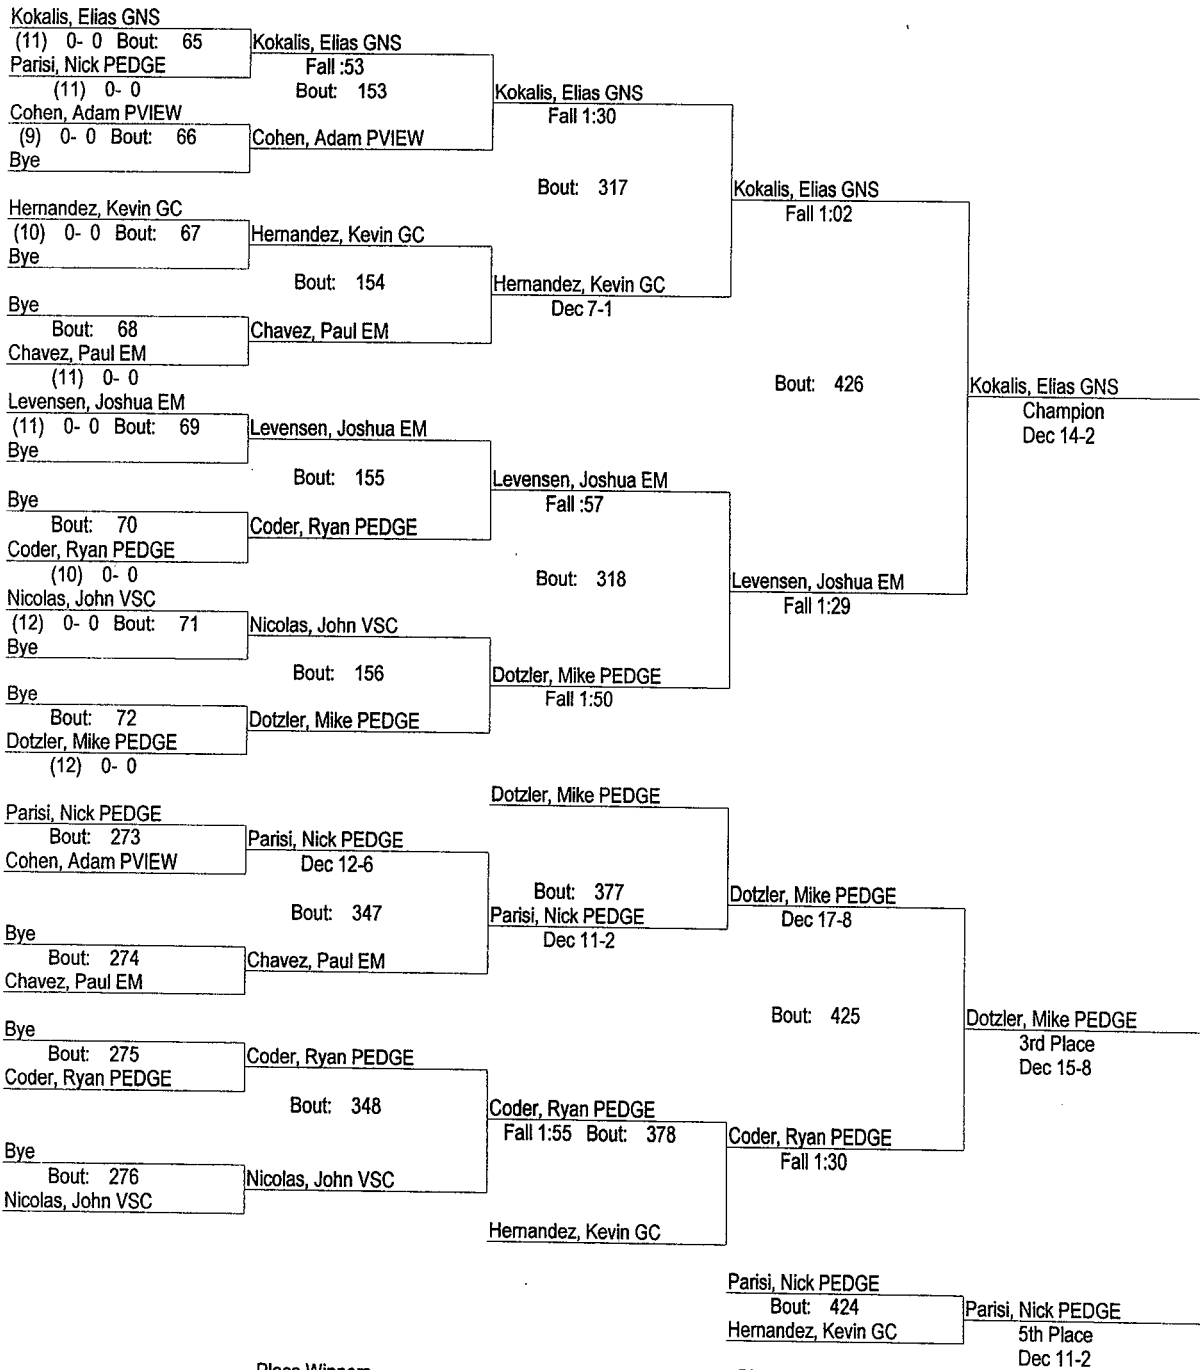 Kokalis, Elias GNS
(11) 0- 0 Bout: 65
Parisi, Nick PEDGE
(11) 0- 0
Cohen, Adam PVIEW
(9) 0- 0 Bout: 66
Bye
Hernandez, Kevin GC
(10) 0- 0 Bout: 67
Bye
Bye
Bout: 68
Chavez, Paul EM
(11) 0- 0
Levensen, Joshua EM
(11) 0- 0 Bout: 69
Bye
Bye
Bout: 70
Coder, Ryan PEDGE
(10) 0- 0
Nicolas, John VSC
(12) 0- 0 Bout: 71
Bye
Bye
Bout: 72
Dotzler, Mike PEDGE
(12) 0- 0
Kokalis, Elias GNS
Fall :53
Bout: 153
Cohen, Adam PVIEW
Hernandez, Kevin GC
Bout: 154
Chavez, Paul EM
Levensen, Joshua EM
Bout: 155
Coder, Ryan PEDGE
Nicolas, John VSC
Bout: 156
Dotzler, Mike PEDGE
Kokalis, Elias GNS
Fall 1:30
Bout: 317
Hernandez, Kevin GC
Dec 7-1
Levensen, Joshua EM
Fall :57
Bout: 318
Dotzler, Mike PEDGE
Fall 1:50
Kokalis, Elias GNS
Fall 1:02
Bout: 426
Levensen, Joshua EM
Fall 1:29
Kokalis, Elias GNS
Champion
Dec 14-2
Parisi, Nick PEDGE
Bout: 273
Cohen, Adam PVIEW
Bye
Bout: 274
Chavez, Paul EM
Bye
Bout: 275
Coder, Ryan PEDGE
Bye
Bout: 276
Nicolas, John VSC
Parisi, Nick PEDGE
Dec 12-6
Bout: 347
Chavez, Paul EM
Coder, Ryan PEDGE
Bout: 348
Nicolas, John VSC
Dotzler, Mike PEDGE
Bout: 377
Parisi, Nick PEDGE
Dec 11-2
Coder, Ryan PEDGE
Fall 1:55 Bout: 378
Hernandez, Kevin GC
Dotzler, Mike PEDGE
Dec 17-8
Bout: 425
Coder, Ryan PEDGE
Fall 1:30
Dotzler, Mike PEDGE
3rd Place
Dec 15-8
Parisi, Nick PEDGE
Bout: 424
Hernandez, Kevin GC
Parisi, Nick PEDGE
5th Place
Dec 11-2
Place Winners